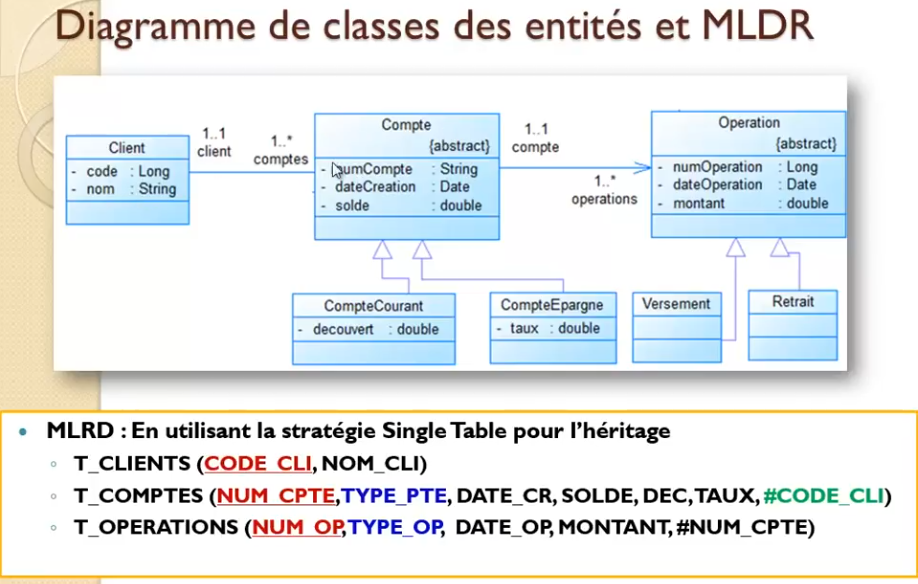 Diagramme de classes des entités et MLDR
Client
- code : Long
- nom : String
1..1
client
1..*
comptes
Compte
{abstract}
- numCompte : String
- dateCreation : Date
- solde : double
1..1
compte
1..*
operations
Operation
{abstract}
- numOperation : Long
- dateOperation : Date
- montant : double
CompteCourant
- decouvert : double
CompteEpargne
- taux : double
Versement
Retrait
• MLRD : En utilisant la stratégie Single Table pour l'héritage
◦ T_CLIENTS (CODE_CLI, NOM_CLI)
◦ T_COMPTES (NUM_CPTE,TYPE_PTE, DATE_CR, SOLDE, DEC,TAUX, #CODE_CLI)
◦ T_OPERATIONS (NUM_OP,TYPE_OP, DATE_OP, MONTANT, #NUM_CPTE)